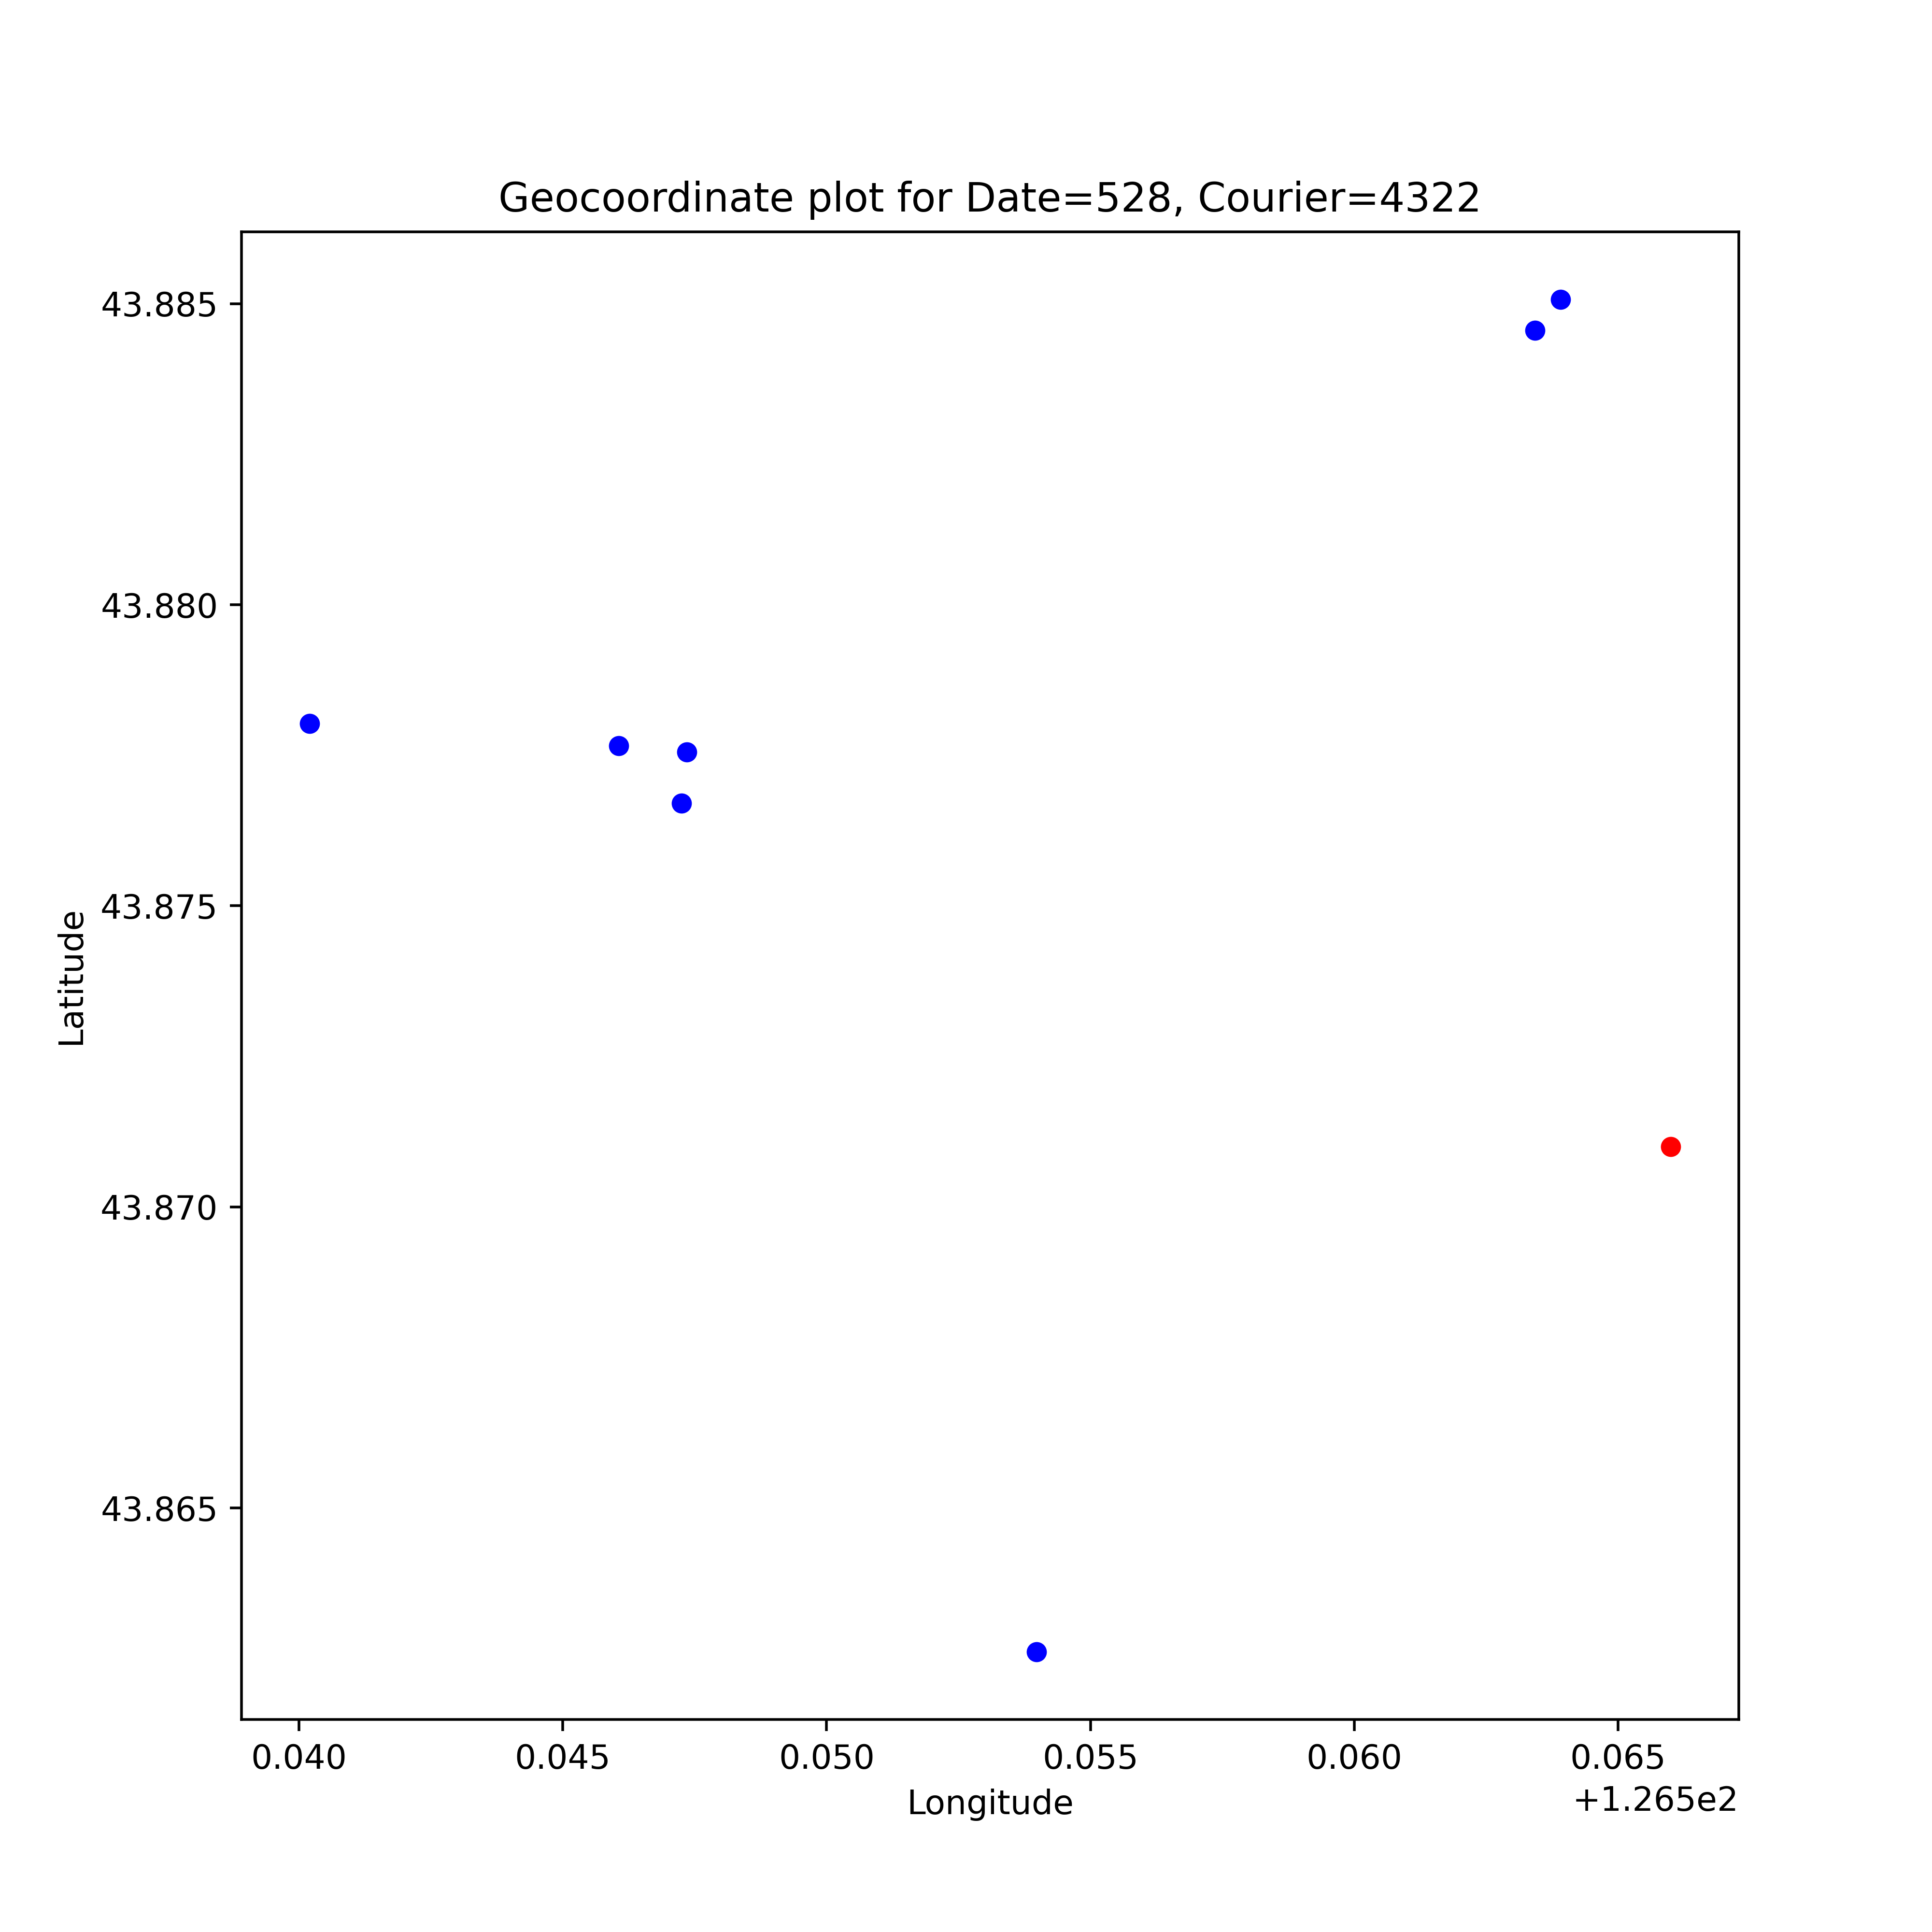 Geocoordinate plot for Date=528, Courier=4322
43.885
43.880
43.875
43.870
43.865
Latitude
0.040 0.045 0.050 0.055 0.060 0.065
+1.265e2
Longitude